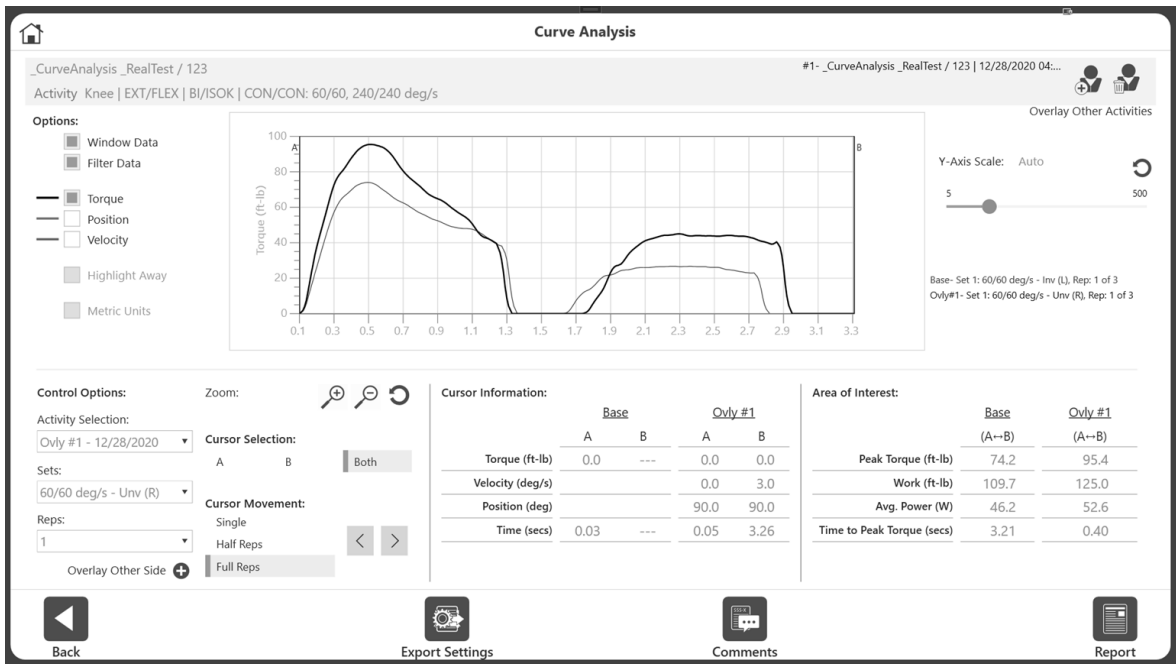 Curve Analysis
_CurveAnalysis _RealTest / 123
#1- _CurveAnalysis _RealTest / 123 | 12/28/2020 04:...
Activity Knee | EXT/FLEX | BI/ISOK | CON/CON: 60/60, 240/240 deg/s
Overlay Other Activities
Options:
Window Data
Filter Data
Torque
Position
Velocity
Highlight Away
Metric Units
Torque (ft-lb)
100
80
60
40
20
0
A
B
0.1 0.3 0.5 0.7 0.9 1.1 1.3 1.5 1.7 1.9 2.1 2.3 2.5 2.7 2.9 3.1 3.3
Y-Axis Scale: Auto
5 500
Base- Set 1: 60/60 deg/s - Inv (L), Rep: 1 of 3
Ovly#1- Set 1: 60/60 deg/s - Unv (R), Rep: 1 of 3
Control Options:
Activity Selection:
Ovly #1 - 12/28/2020
Sets:
60/60 deg/s - Unv (R)
Reps:
1
Overlay Other Side
Zoom:
Cursor Selection:
A B Both
Cursor Movement:
Single
Half Reps
Full Reps
Cursor Information:
Base Ovly #1
A B A B
Torque (ft-lb) 0.0 --- 0.0 0.0
Velocity (deg/s) 0.0 3.0
Position (deg) 90.0 90.0
Time (secs) 0.03 --- 0.05 3.26
Area of Interest:
Base Ovly #1
(A↔B) (A↔B)
Peak Torque (ft-lb) 74.2 95.4
Work (ft-lb) 109.7 125.0
Avg. Power (W) 46.2 52.6
Time to Peak Torque (secs) 3.21 0.40
Back
Export Settings
Comments
Report